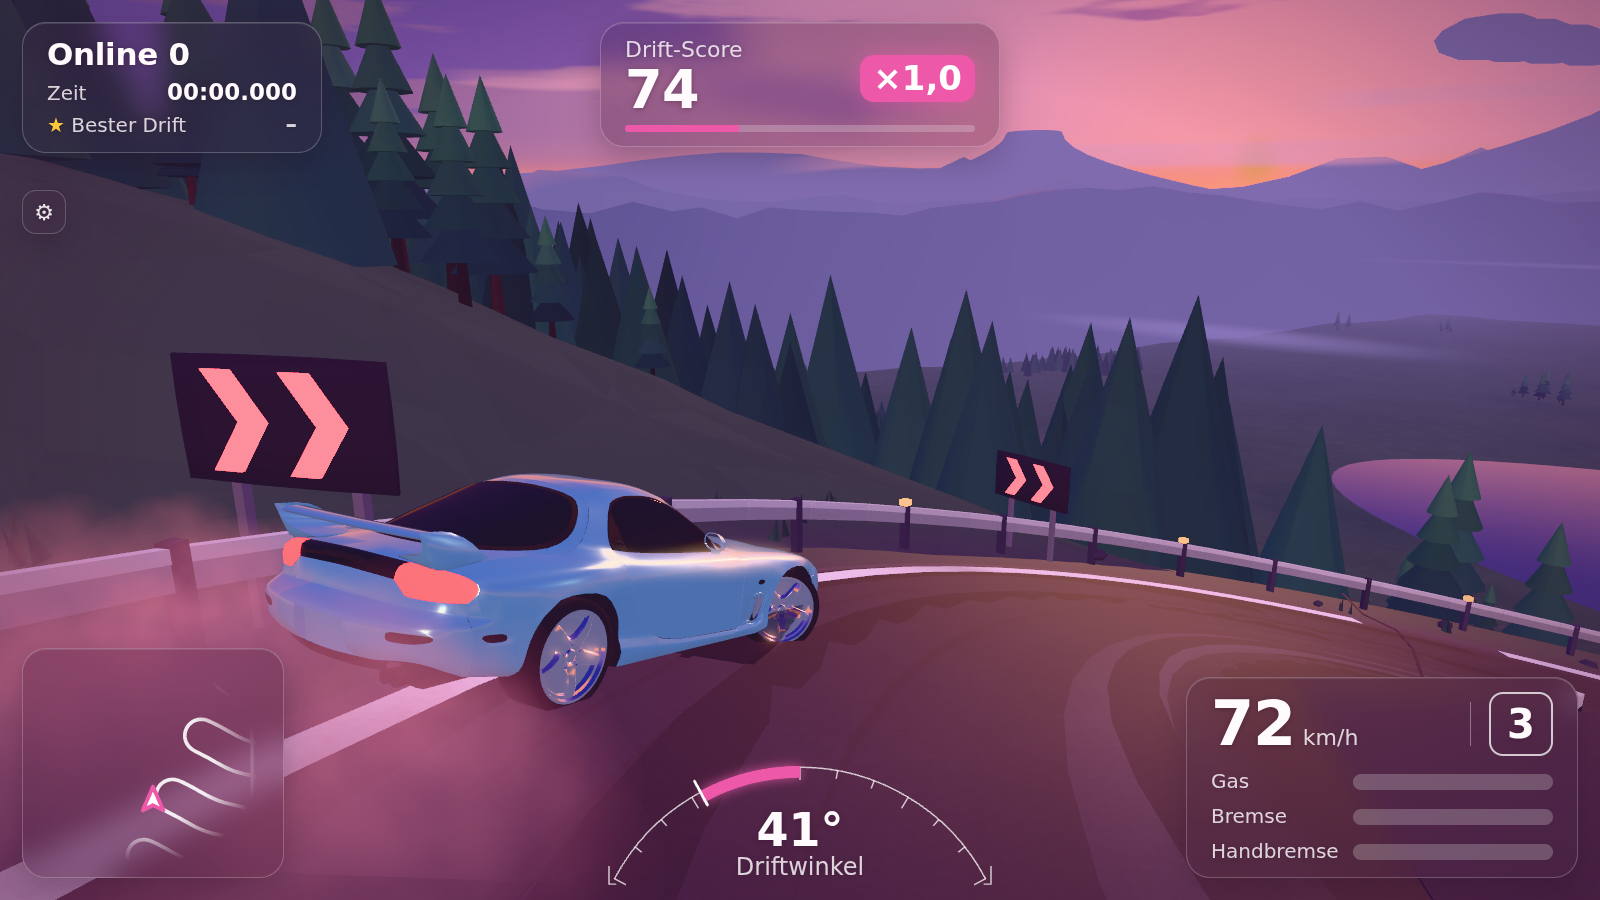 Online 0
Zeit 00:00.000
★ Bester Drift –
Drift-Score
74
×1,0
41°
Driftwinkel
72 km/h
3
Gas
Bremse
Handbremse